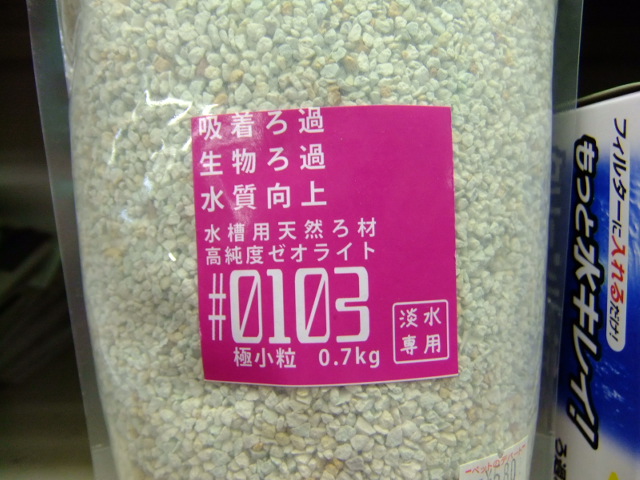 吸着ろ過
生物ろ過
水質向上
水槽用天然ろ材
高純度ゼオライト
#0103
極小粒 0.7kg
淡水
専用
フィルターに入れるだけ!
もっと水キレイ!